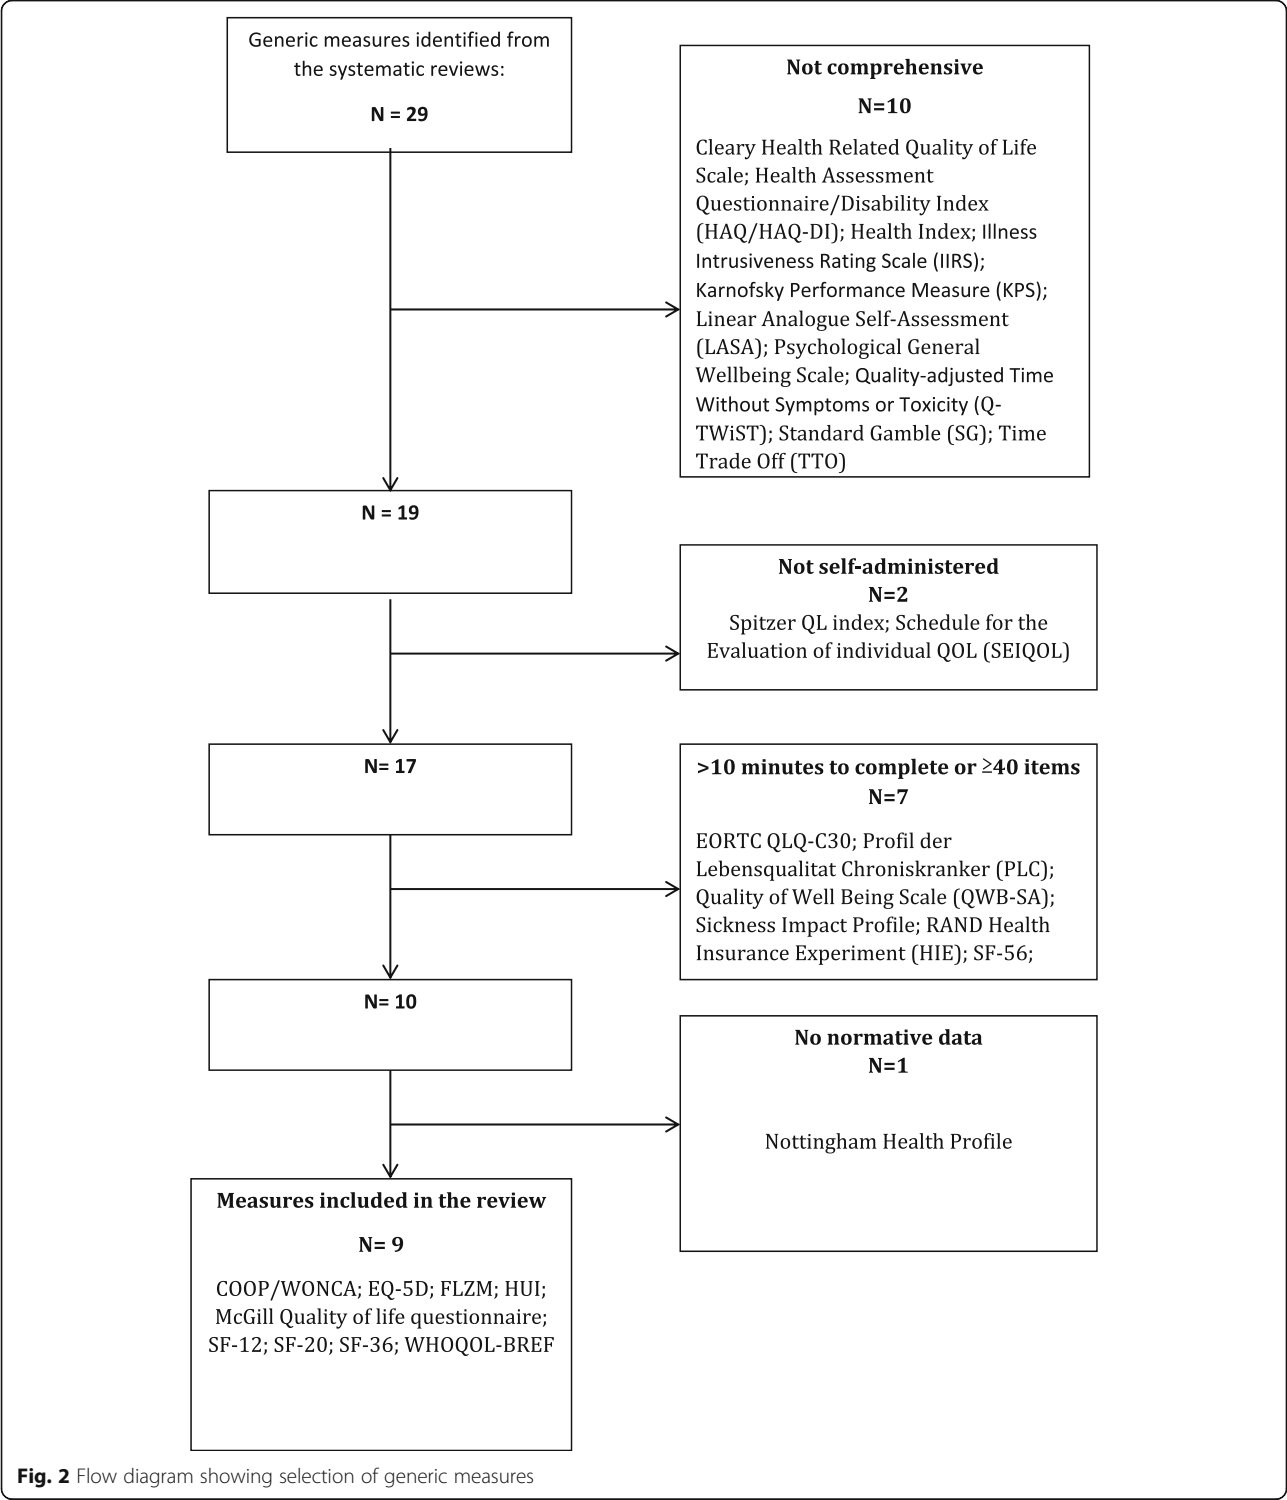 Generic measures identified from
the systematic reviews:
N = 29
Not comprehensive
N=10
Cleary Health Related Quality of Life
Scale; Health Assessment
Questionnaire/Disability Index
(HAQ/HAQ-DI); Health Index; Illness
Intrusiveness Rating Scale (IIRS);
Karnofsky Performance Measure (KPS);
Linear Analogue Self-Assessment
(LASA); Psychological General
Wellbeing Scale; Quality-adjusted Time
Without Symptoms or Toxicity (Q-
TWiST); Standard Gamble (SG); Time
Trade Off (TTO)
N = 19
Not self-administered
N=2
Spitzer QL index; Schedule for the
Evaluation of individual QOL (SEIQOL)
N= 17
>10 minutes to complete or ≥40 items
N=7
EORTC QLQ-C30; Profil der
Lebensqualitat Chroniskranker (PLC);
Quality of Well Being Scale (QWB-SA);
Sickness Impact Profile; RAND Health
Insurance Experiment (HIE); SF-56;
N= 10
No normative data
N=1
Nottingham Health Profile
Measures included in the review
N= 9
COOP/WONCA; EQ-5D; FLZM; HUI;
McGill Quality of life questionnaire;
SF-12; SF-20; SF-36; WHOQOL-BREF
Fig. 2 Flow diagram showing selection of generic measures